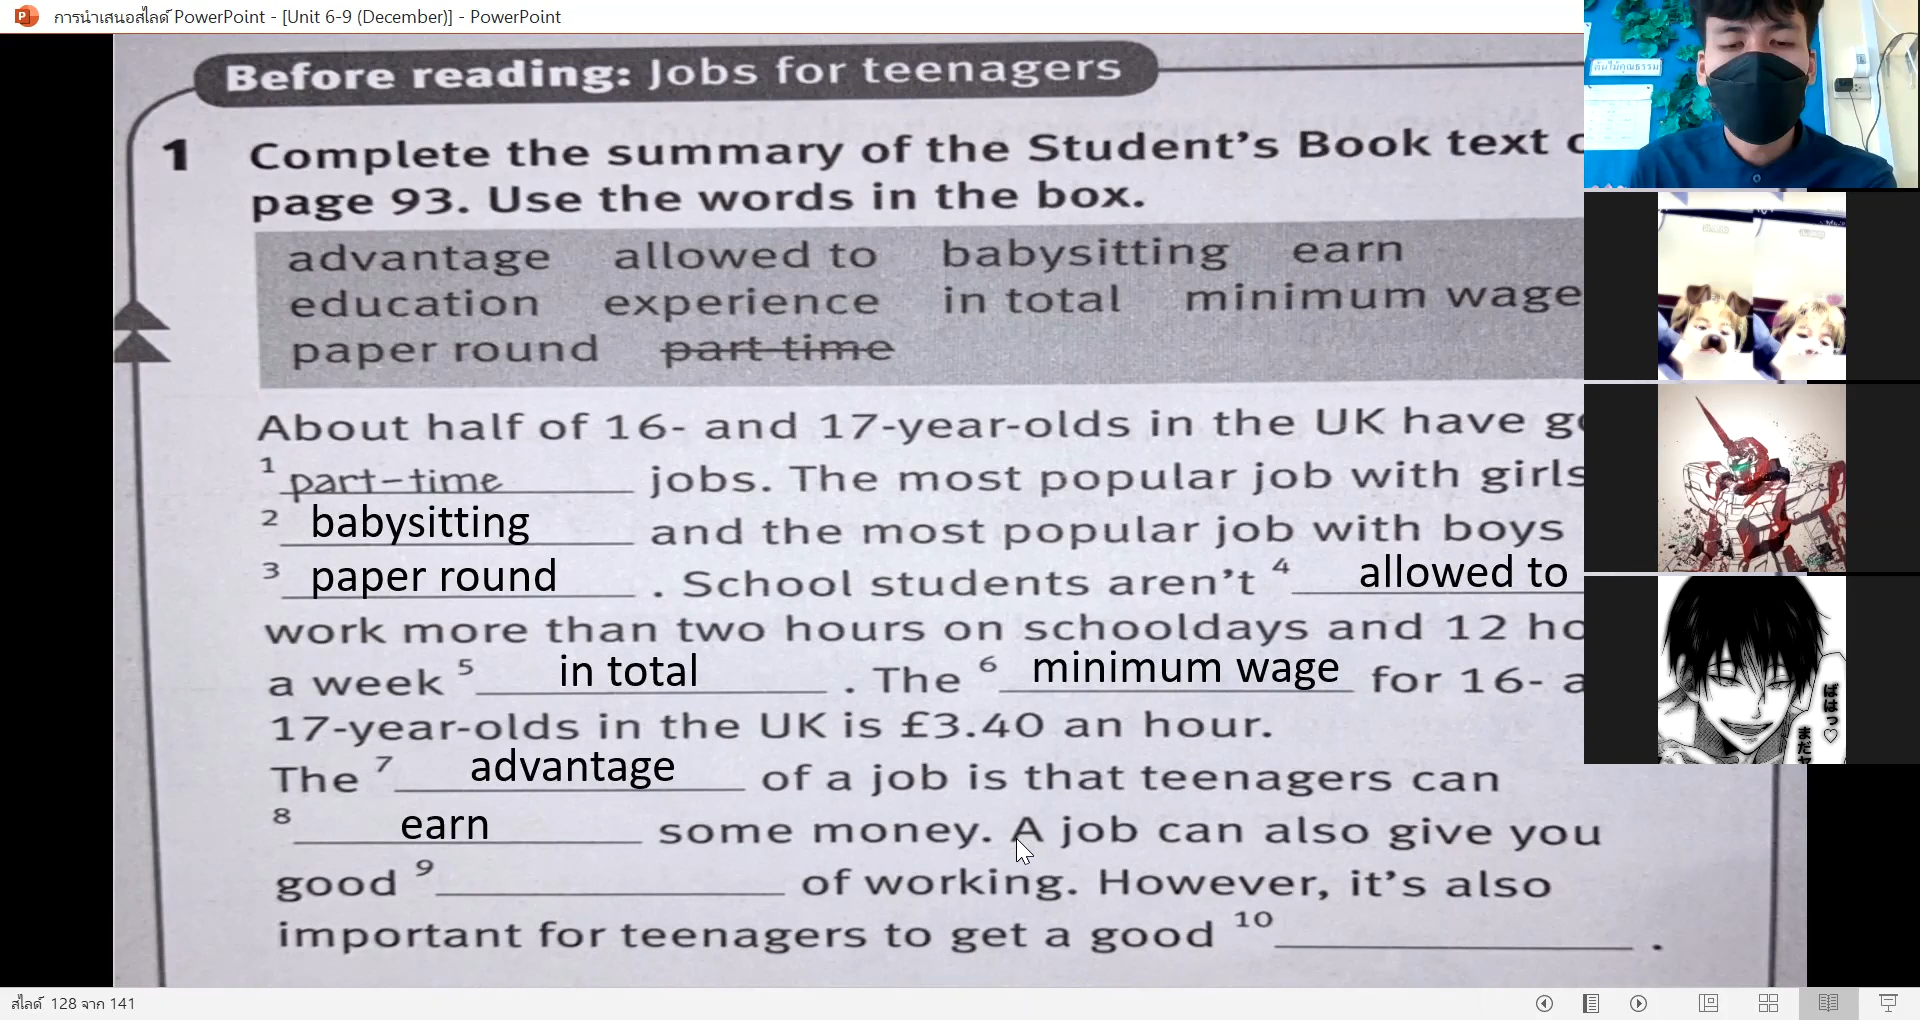 การนำเสนอสไลด์ PowerPoint - [Unit 6-9 (December)] - PowerPoint
Before reading: Jobs for teenagers
1 Complete the summary of the Student's Book text
page 93. Use the words in the box.
advantage allowed to babysitting earn
education experience in total minimum wage
paper round part-time
About half of 16- and 17-year-olds in the UK have
1 part-time jobs. The most popular job with girls
2 babysitting and the most popular job with boys
3 paper round . School students aren't 4 allowed to
work more than two hours on schooldays and 12
a week 5 in total . The 6 minimum wage for 16-
17-year-olds in the UK is £3.40 an hour.
The 7 advantage of a job is that teenagers can
8 earn some money. A job can also give you
good 9 of working. However, it's also
important for teenagers to get a good 10 .
ばはっ♡
สไลด์ 128 จาก 141